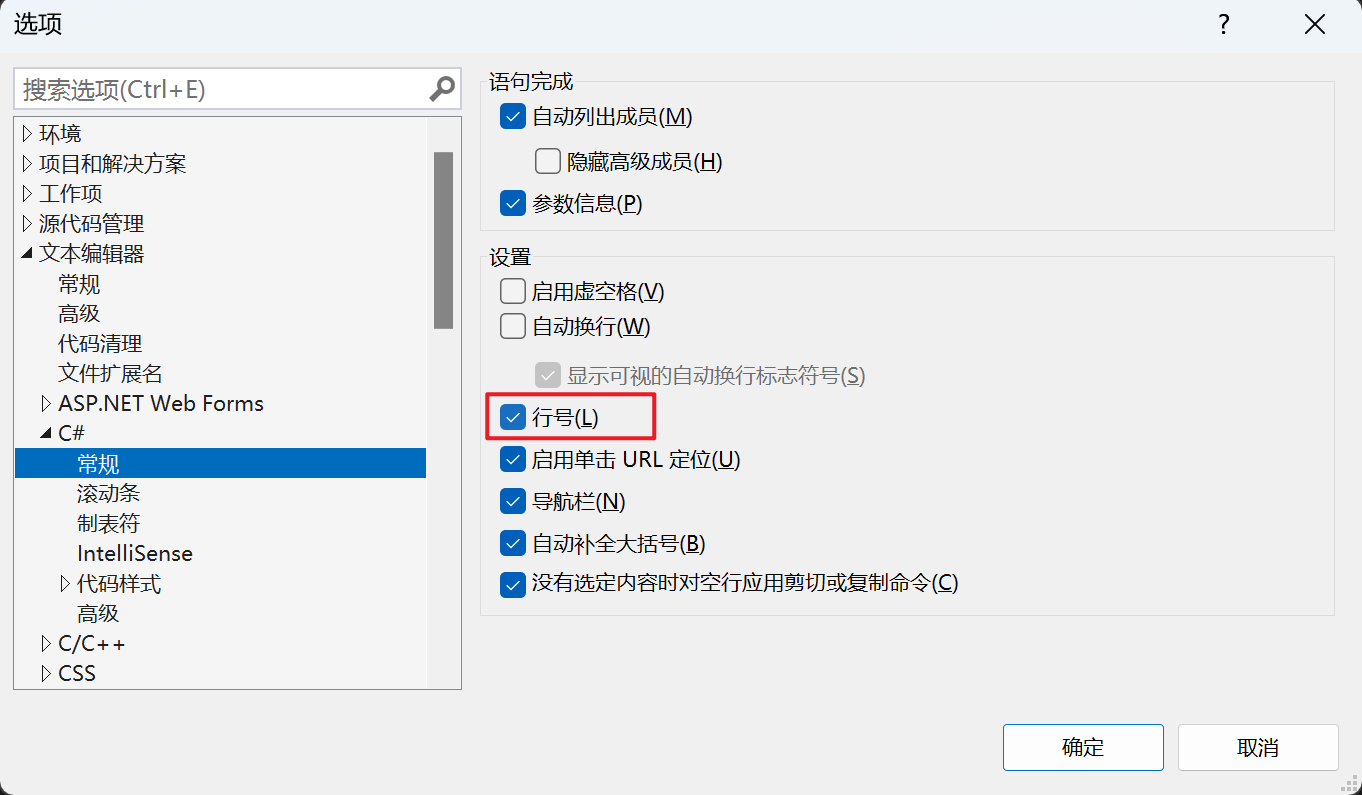 选项
?
搜索选项(Ctrl+E)
环境
项目和解决方案
工作项
源代码管理
文本编辑器
常规
高级
代码清理
文件扩展名
ASP.NET Web Forms
C#
常规
滚动条
制表符
IntelliSense
代码样式
高级
C/C++
CSS
语句完成
自动列出成员(M)
隐藏高级成员(H)
参数信息(P)
设置
启用虚空格(V)
自动换行(W)
显示可视的自动换行标志符号(S)
行号(L)
启用单击 URL 定位(U)
导航栏(N)
自动补全大括号(B)
没有选定内容时对空行应用剪切或复制命令(C)
确定
取消